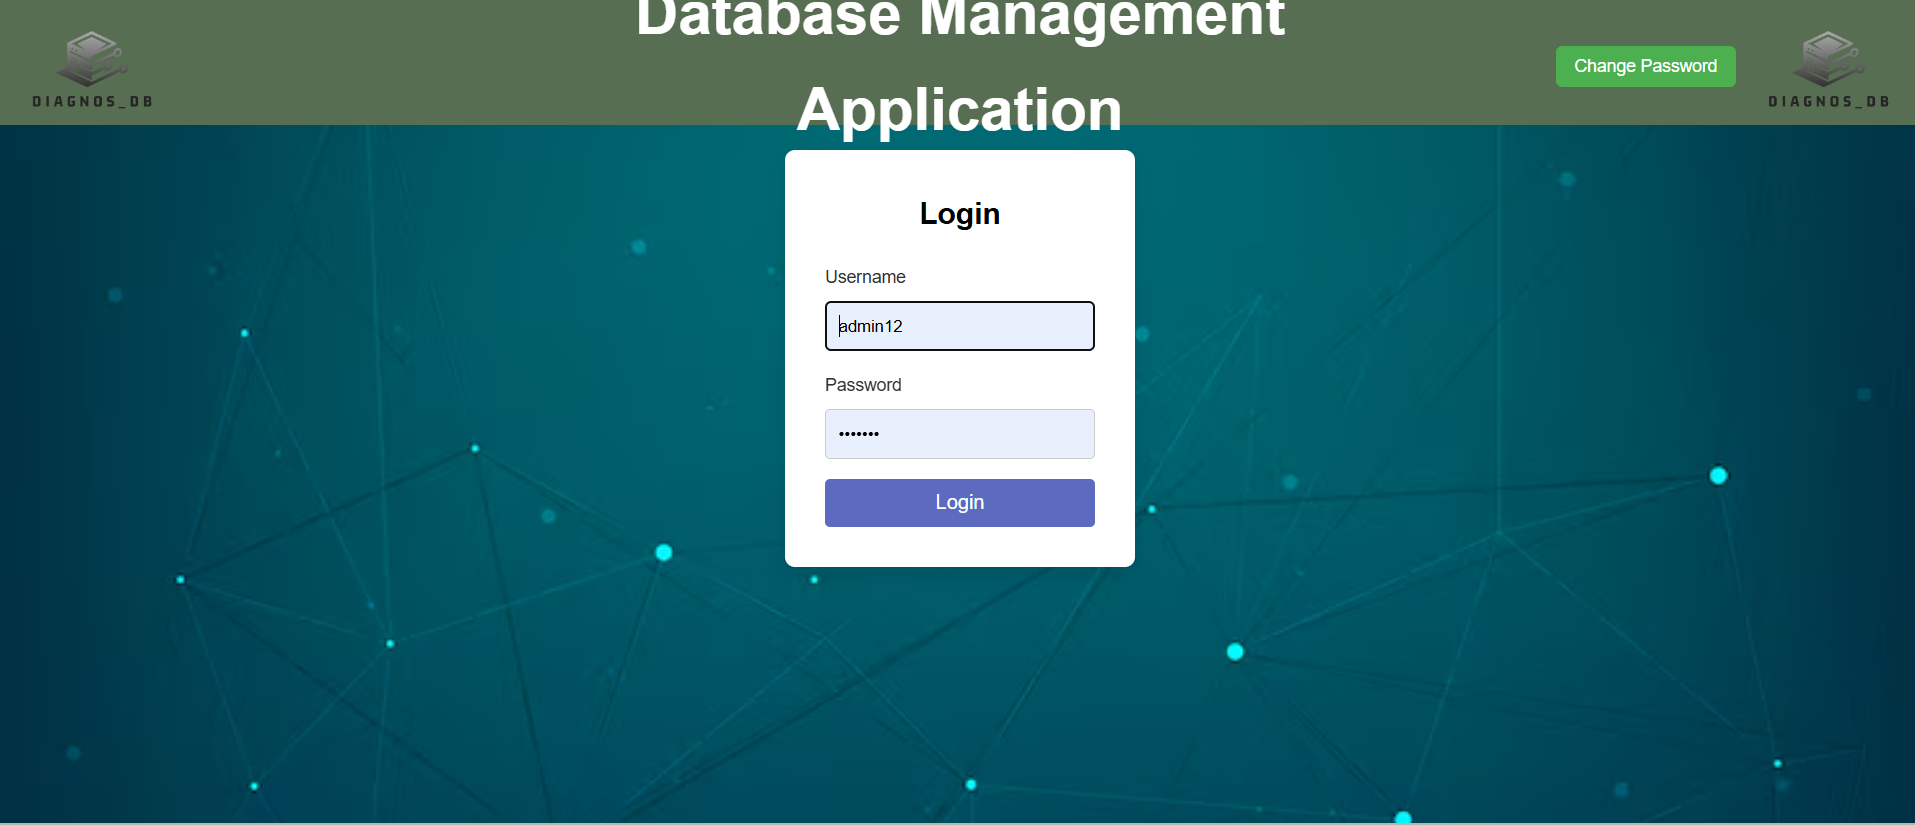 Database Management
Application
DIAGNOS_DB
Change Password
DIAGNOS_DB
Login
Username
admin12
Password
•••••••
Login